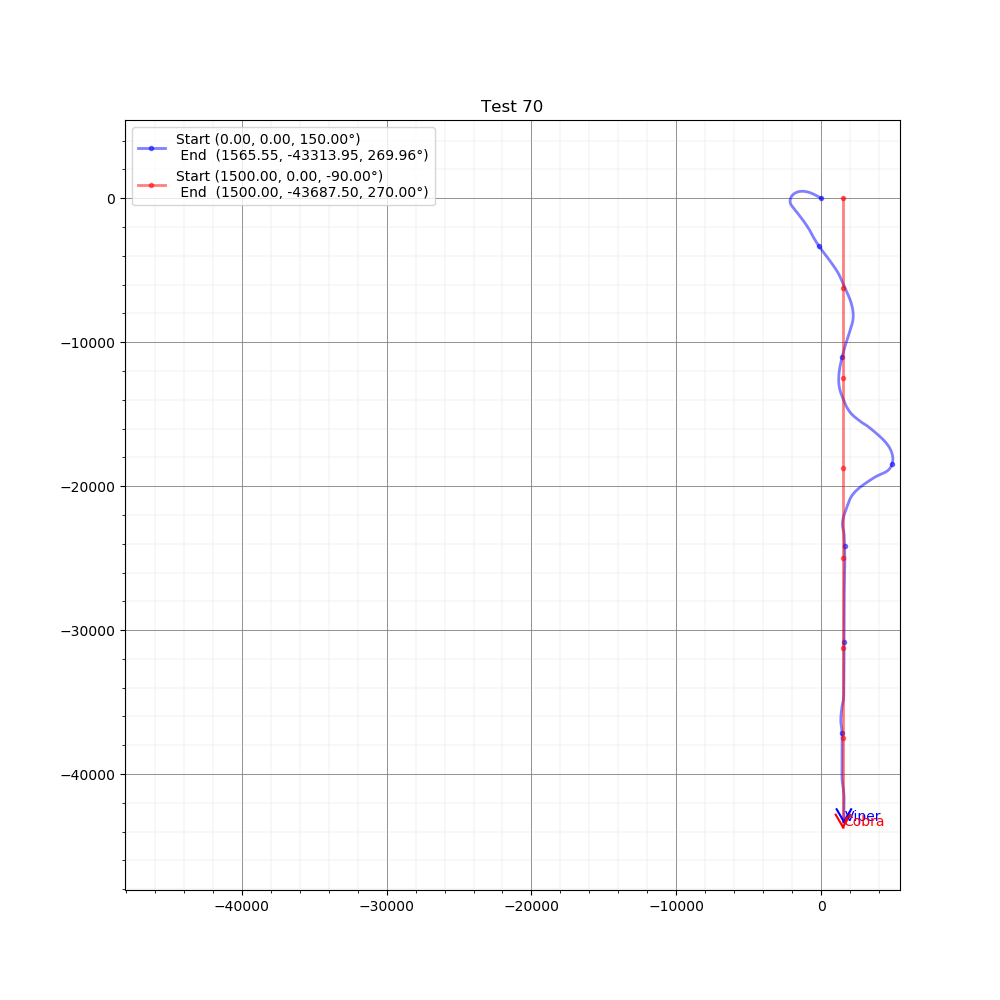 Test 70
Start (0.00, 0.00, 150.00°)
End (1565.55, -43313.95, 269.96°)
Start (1500.00, 0.00, -90.00°)
End (1500.00, -43687.50, 270.00°)
0
−10000
−20000
−30000
−40000
Viper
Cobra
−40000
−30000
−20000
−10000
0